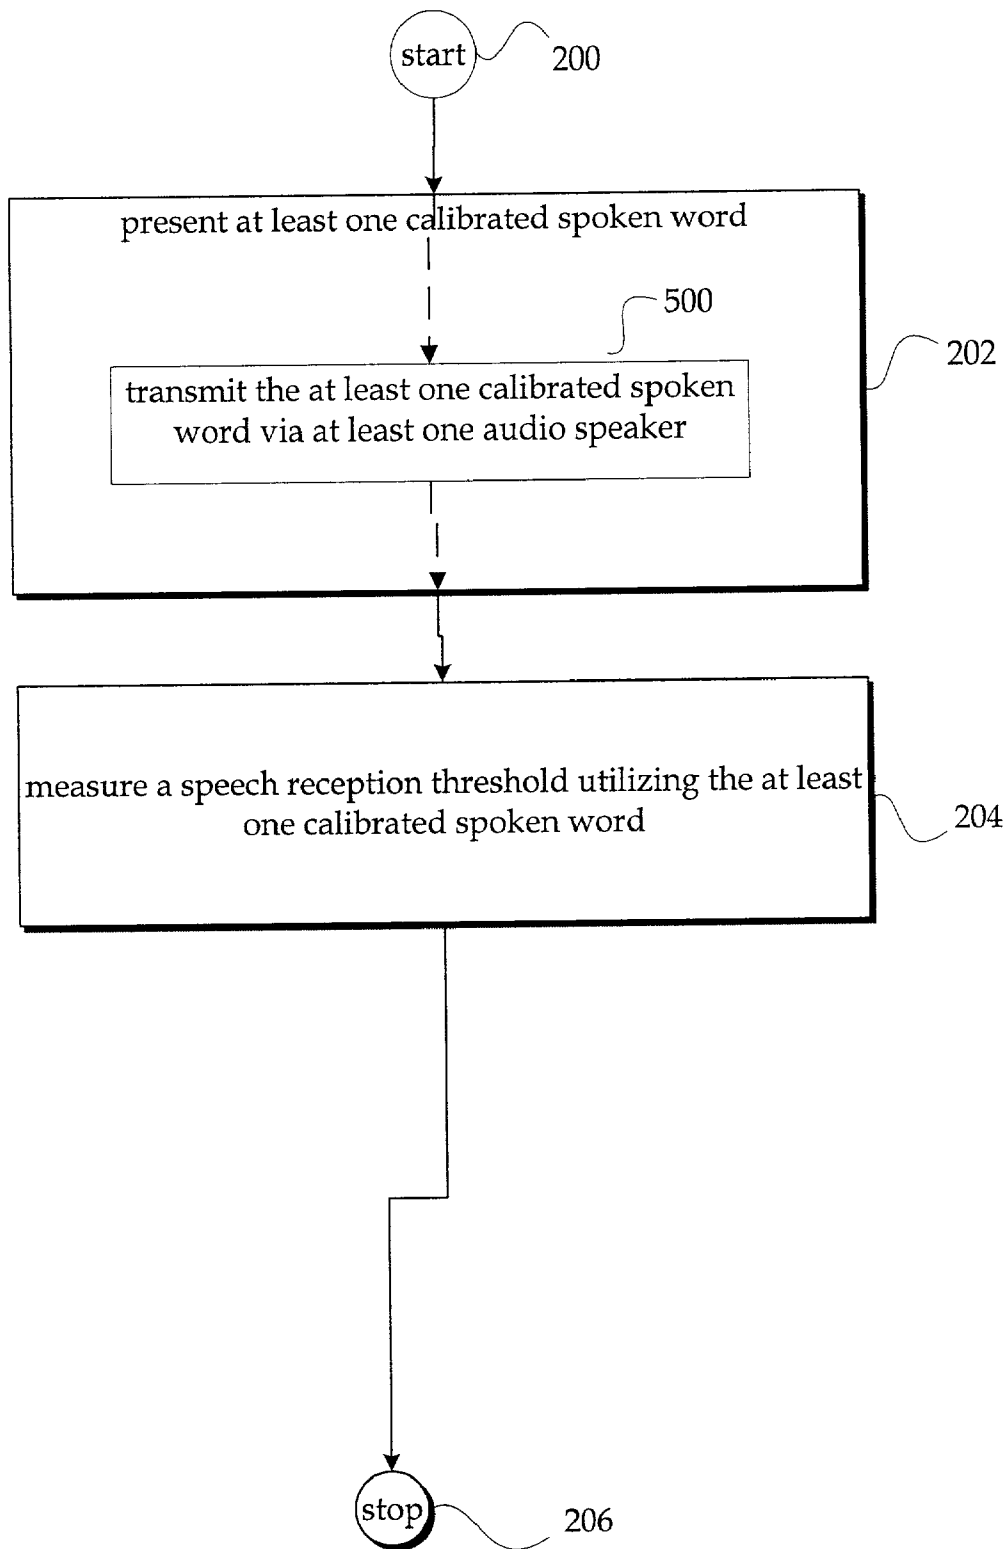 start
200
present at least one calibrated spoken word
500
202
transmit the at least one calibrated spoken
word via at least one audio speaker
measure a speech reception threshold utilizing the at least
one calibrated spoken word
204
stop
206